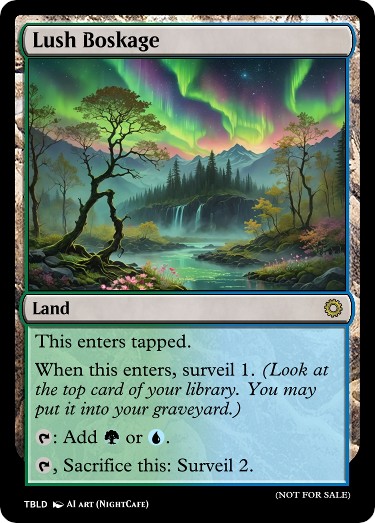 Lush Boskage
Land
This enters tapped.
When this enters, surveil 1. (Look at
the top card of your library. You may
put it into your graveyard.)
: Add or .
, Sacrifice this: Surveil 2.
TBLD AI ART (NIGHTCAFE)
(NOT FOR SALE)